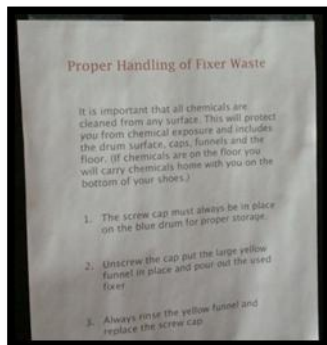 Proper Handling of Fixer Waste
It is important that all chemicals are
cleaned from any surface. This will protect
you from chemical exposure and includes
the drum surface, caps, funnels and the
floor. (If chemicals are on the floor you
will carry chemicals home with you on the
bottom of your shoes.)
1. The screw cap must always be in place
on the blue drum for proper storage.
2. Unscrew the cap put the large yellow
funnel in place and pour out the used
fixer
3. Always rinse the yellow funnel and
replace the screw cap